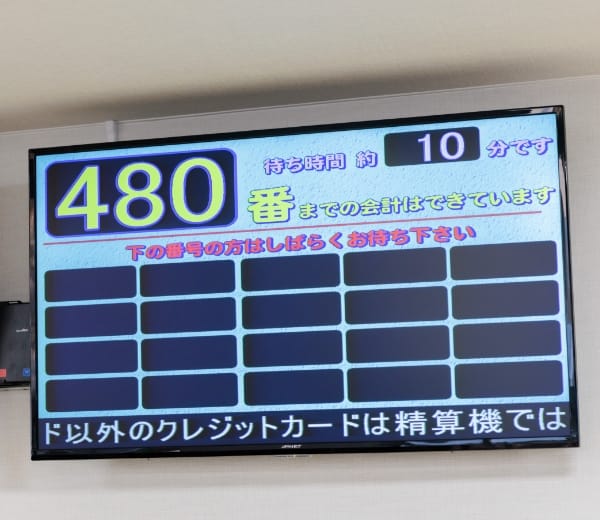 待ち時間 約 10 分です
480 番までの会計はできています
下の番号の方はしばらくお待ち下さい
ド以外のクレジットカードは精算機では